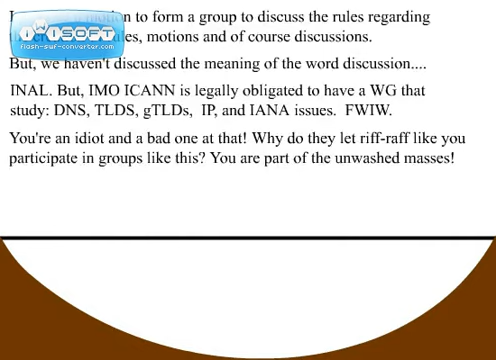 to form a group to discuss the rules regarding
motions and of course discussions.
But, we haven't discussed the meaning of the word discussion....
INAL. But, IMO ICANN is legally obligated to have a WG that
study: DNS, TLDS, gTLDs, IP, and IANA issues. FWIW.
You're an idiot and a bad one at that! Why do they let riff-raff like you
participate in groups like this? You are part of the unwashed masses!
iWiSOFT
flash-swf-converter.com